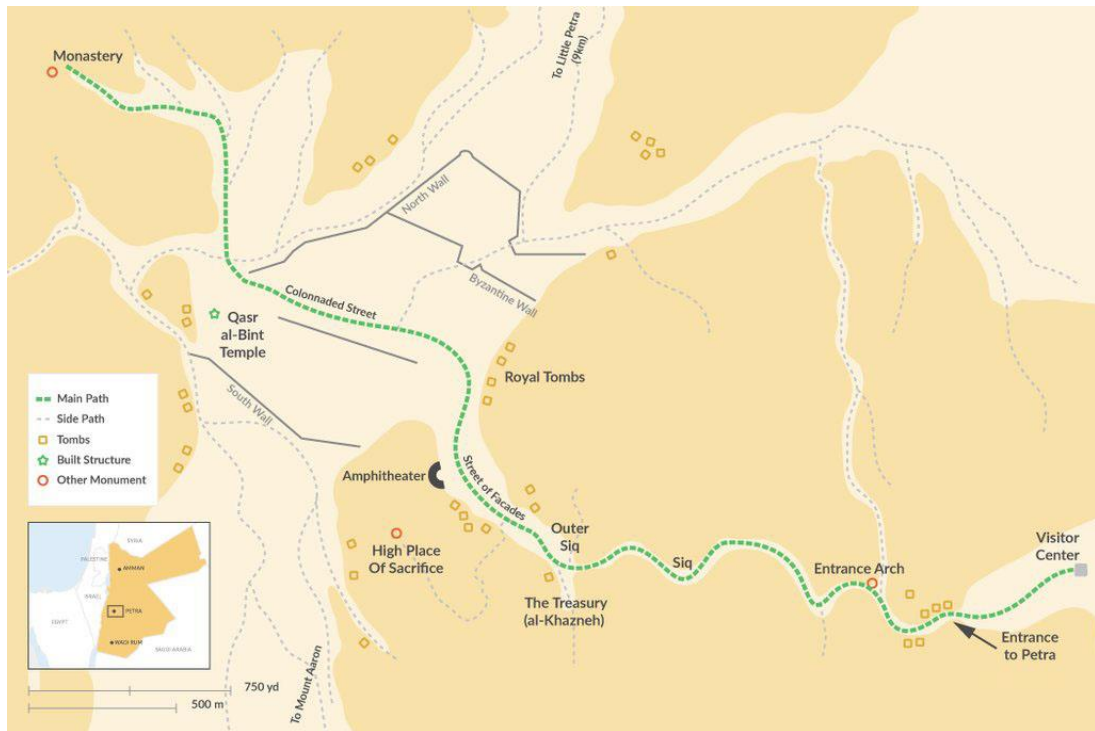 Monastery
To Little Petra
(9km)
North Wall
Byzantine Wall
Colonnaded Street
Qasr
al-Bint
Temple
South Wall
Royal Tombs
Main Path
Side Path
Tombs
Built Structure
Other Monument
Amphitheater
Street of Facades
High Place
Of Sacrifice
Outer
Siq
Siq
The Treasury
(al-Khazneh)
Entrance Arch
Visitor
Center
Entrance
to Petra
SYRIA
PALESTINE
AMMAN
ISRAEL
PETRA
EGYPT
WADI RUM
SAUDI ARABIA
To Mount Aaron
750 yd
500 m